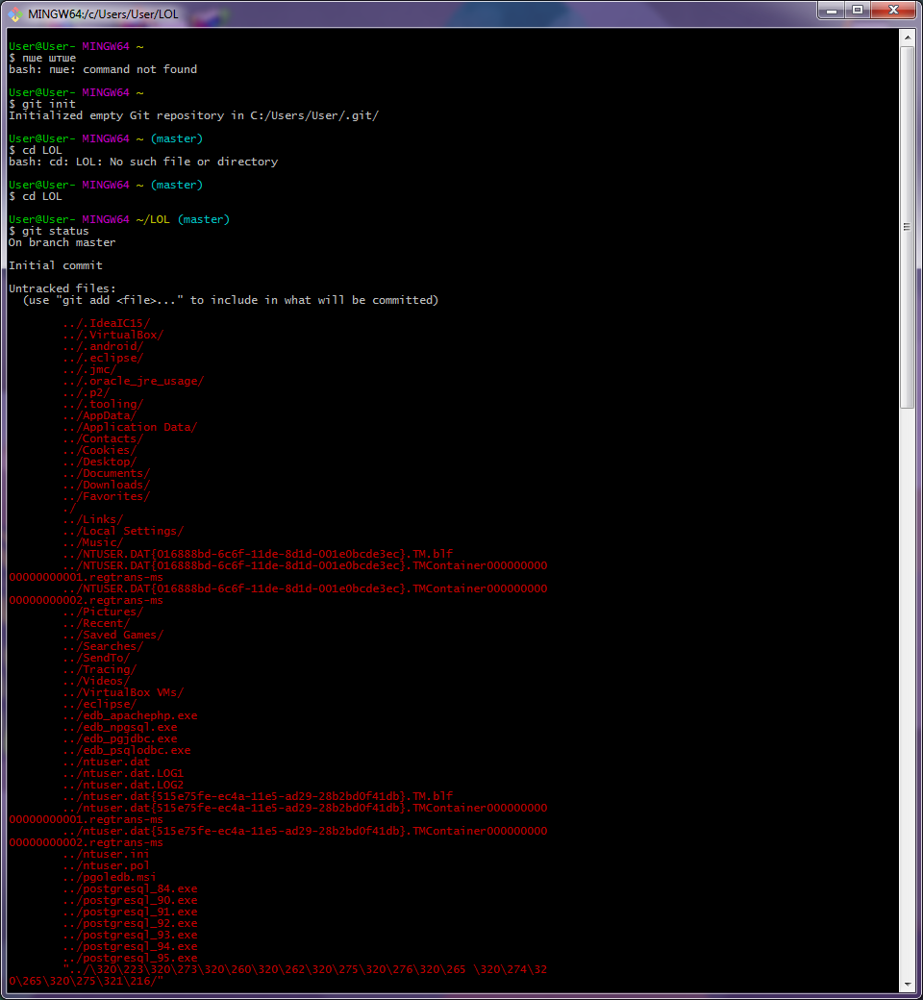 MINGW64:/c/Users/User/LOL
User@User- MINGW64 ~
$ пше штше
bash: пше: command not found
User@User- MINGW64 ~
$ git init
Initialized empty Git repository in C:/Users/User/.git/
User@User- MINGW64 ~ (master)
$ cd LOL
bash: cd: LOL: No such file or directory
User@User- MINGW64 ~ (master)
$ cd LOL
User@User- MINGW64 ~/LOL (master)
$ git status
On branch master
Initial commit
Untracked files:
(use "git add <file>..." to include in what will be committed)
../.IdeaIC15/
../.VirtualBox/
../.android/
../.eclipse/
../.jmc/
../.oracle_jre_usage/
../.p2/
../.tooling/
../AppData/
../Application Data/
../Contacts/
../Cookies/
../Desktop/
../Documents/
../Downloads/
../Favorites/
./
../Links/
../Local Settings/
../Music/
../NTUSER.DAT{016888bd-6c6f-11de-8d1d-001e0bcde3ec}.TM.blf
../NTUSER.DAT{016888bd-6c6f-11de-8d1d-001e0bcde3ec}.TMContainer000000000
00000000001.regtrans-ms
../NTUSER.DAT{016888bd-6c6f-11de-8d1d-001e0bcde3ec}.TMContainer000000000
00000000002.regtrans-ms
../Pictures/
../Recent/
../Saved Games/
../Searches/
../SendTo/
../Tracing/
../Videos/
../VirtualBox VMs/
../eclipse/
../edb_apachephp.exe
../edb_npgsql.exe
../edb_pgjdbc.exe
../edb_psqlodbc.exe
../ntuser.dat
../ntuser.dat.LOG1
../ntuser.dat.LOG2
../ntuser.dat{515e75fe-ec4a-11e5-ad29-28b2bd0f41db}.TM.blf
../ntuser.dat{515e75fe-ec4a-11e5-ad29-28b2bd0f41db}.TMContainer000000000
00000000001.regtrans-ms
../ntuser.dat{515e75fe-ec4a-11e5-ad29-28b2bd0f41db}.TMContainer000000000
00000000002.regtrans-ms
../ntuser.ini
../ntuser.pol
../pgoledb.msi
../postgresql_84.exe
../postgresql_90.exe
../postgresql_91.exe
../postgresql_92.exe
../postgresql_93.exe
../postgresql_94.exe
../postgresql_95.exe
"../\320\223\320\273\320\260\320\262\320\275\320\276\320\265 \320\274\32
0\265\320\275\321\216/"